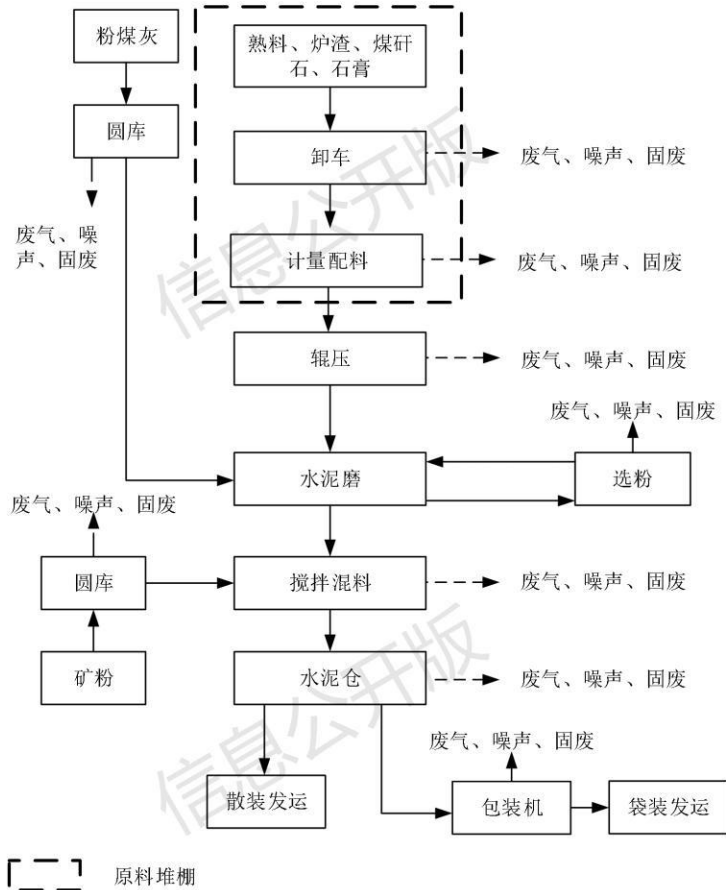 粉煤灰
熟料、炉渣、煤矸
石、石膏
圆库
卸车
废气、噪声、固废
废气、噪
声、固废
计量配料
废气、噪声、固废
辊压
废气、噪声、固废
废气、噪声、固废
水泥磨
选粉
废气、噪声、固废
圆库
搅拌混料
废气、噪声、固废
矿粉
水泥仓
废气、噪声、固废
废气、噪声、固废
散装发运
包装机
袋装发运
原料堆棚
信息公开版
信息公开版